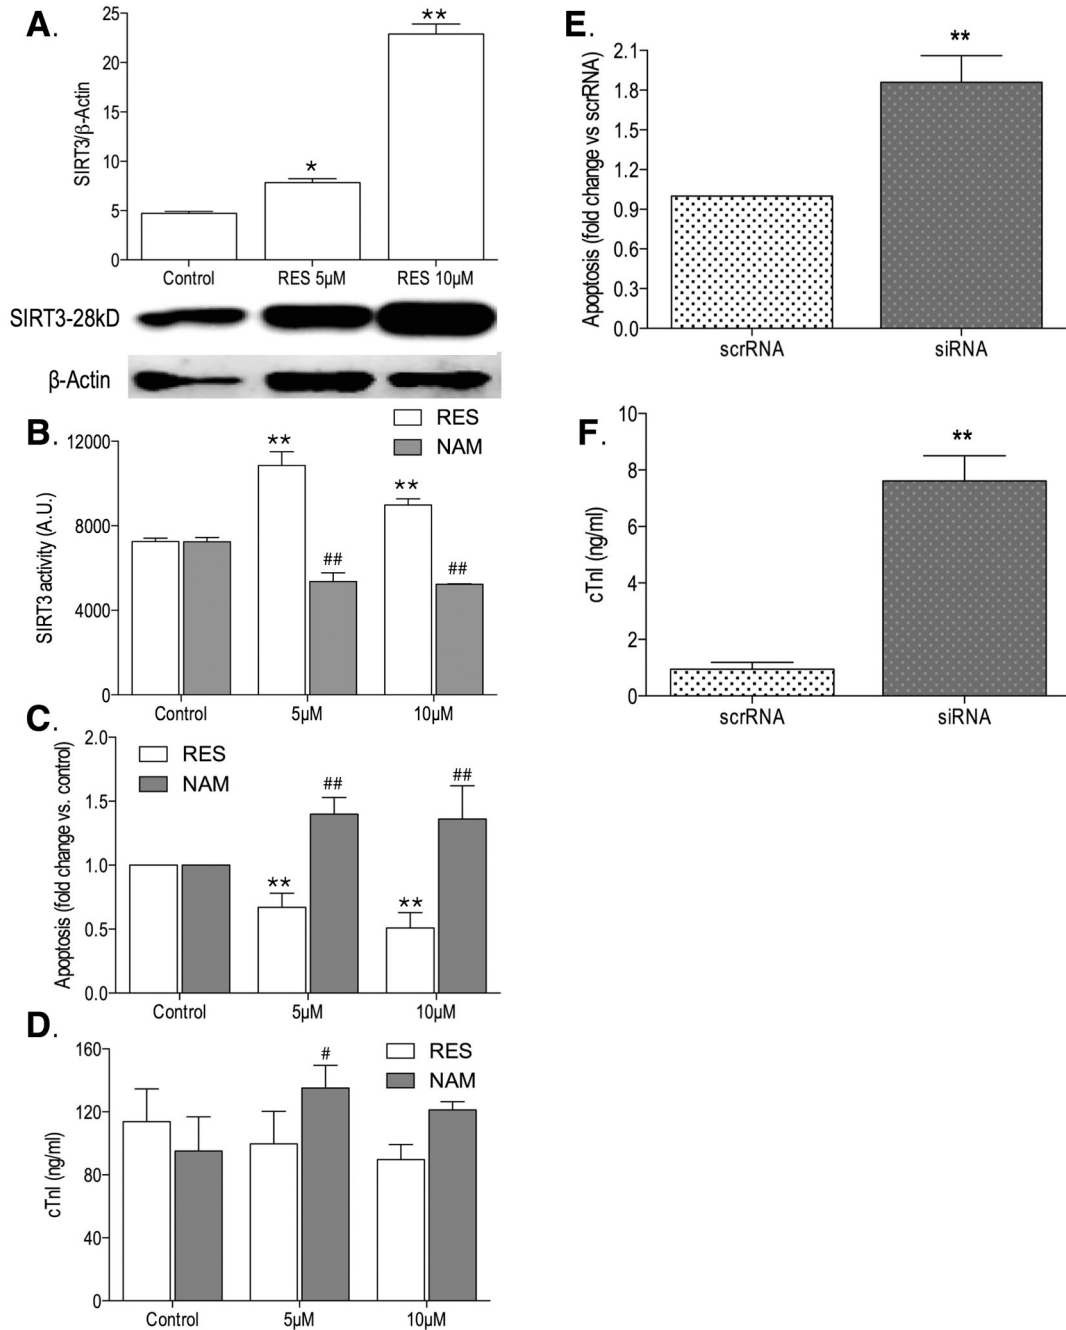 A.
SIRT3/β-Actin
25
20
15
10
5
0
*
**
Control
RES 5µM
RES 10µM
SIRT3-28kD
β-Actin
B.
RES
NAM
SIRT3 activity (A.U.)
12000
8000
4000
0
**
##
**
##
Control
5µM
10µM
C.
RES
NAM
Apoptosis (fold change vs. control)
2.0
1.5
1.0
0.5
0.0
**
##
**
##
Control
5µM
10µM
D.
RES
NAM
cTnI (ng/ml)
160
120
80
40
0
#
Control
5µM
10µM
E.
Apoptosis (fold change vs scrRNA)
2.1
1.8
1.5
1.2
0.9
0.6
0.3
0.0
**
scrRNA
siRNA
F.
cTnI (ng/ml)
10
8
6
4
2
0
**
scrRNA
siRNA